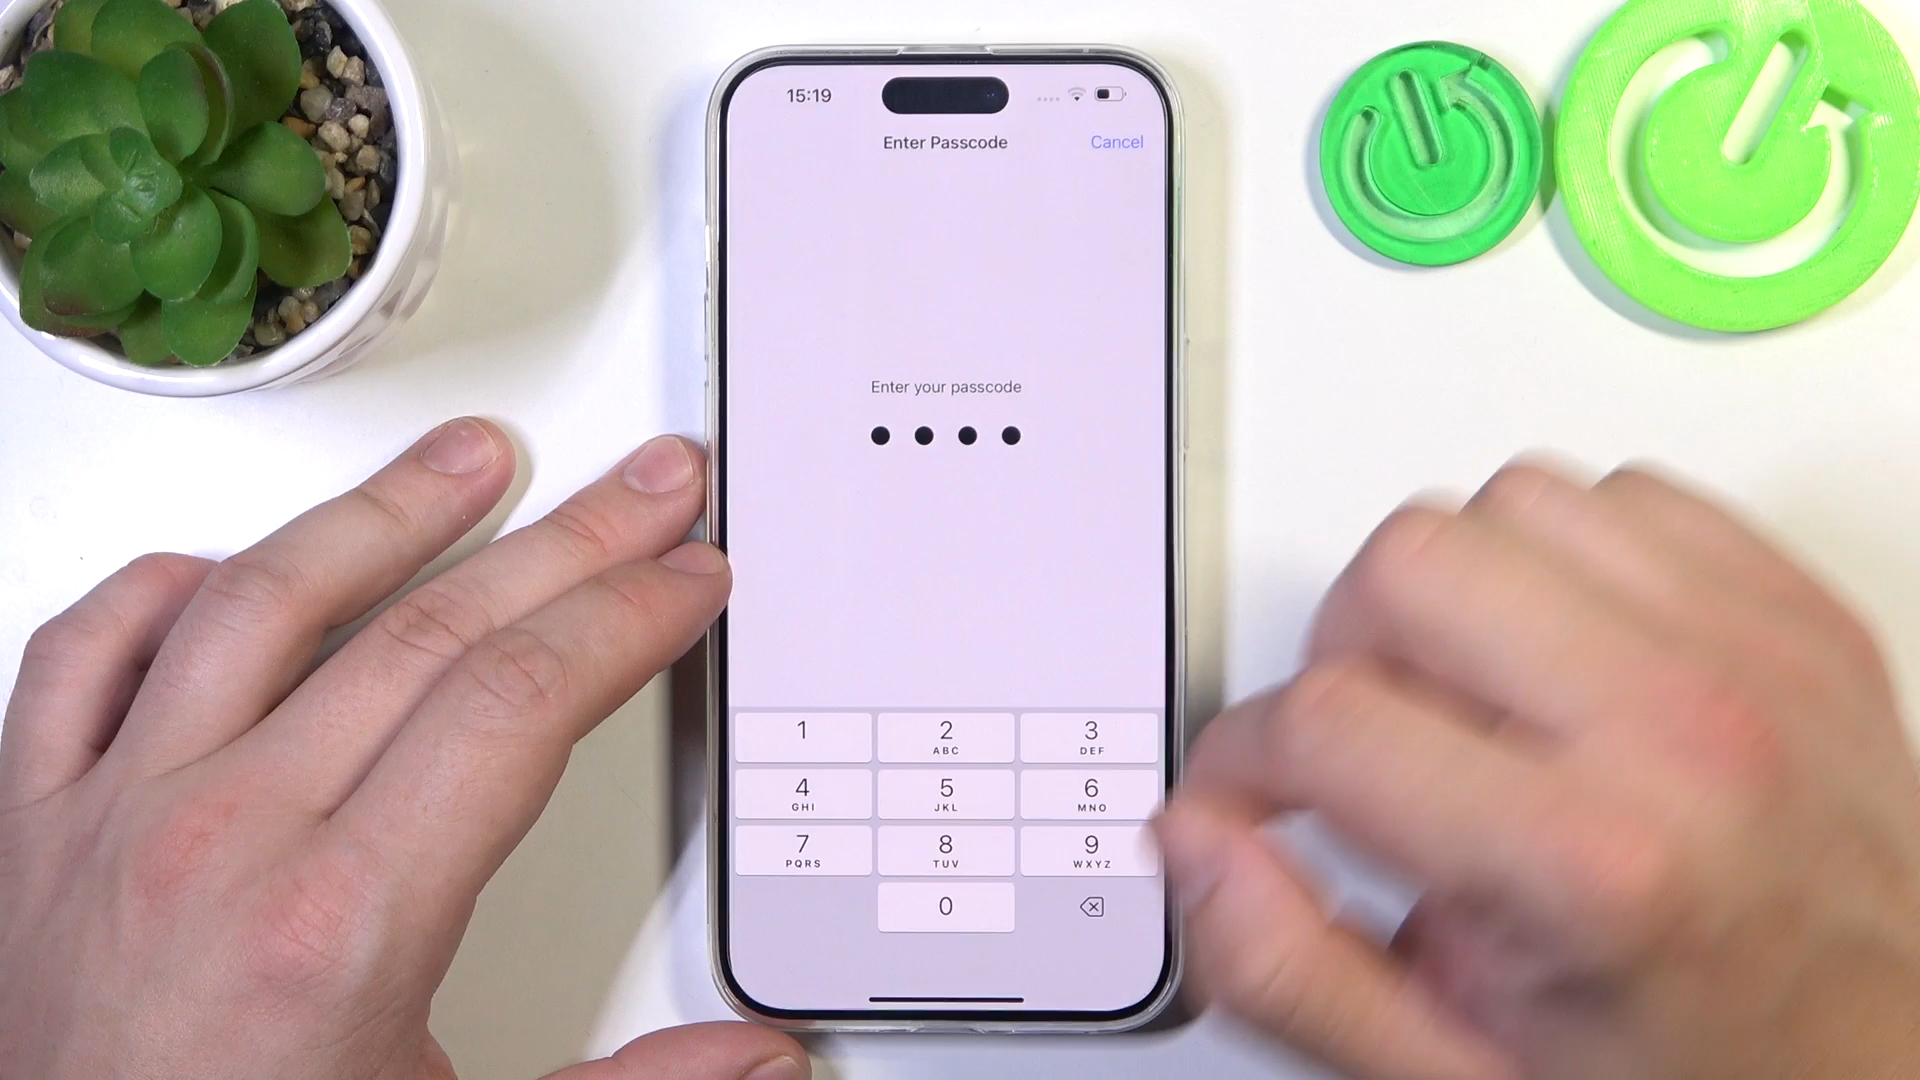 15:19
Enter Passcode
Cancel
Enter your passcode
1
2
ABC
3
DEF
4
GHI
5
JKL
6
MNO
7
PQRS
8
TUV
9
WXYZ
0